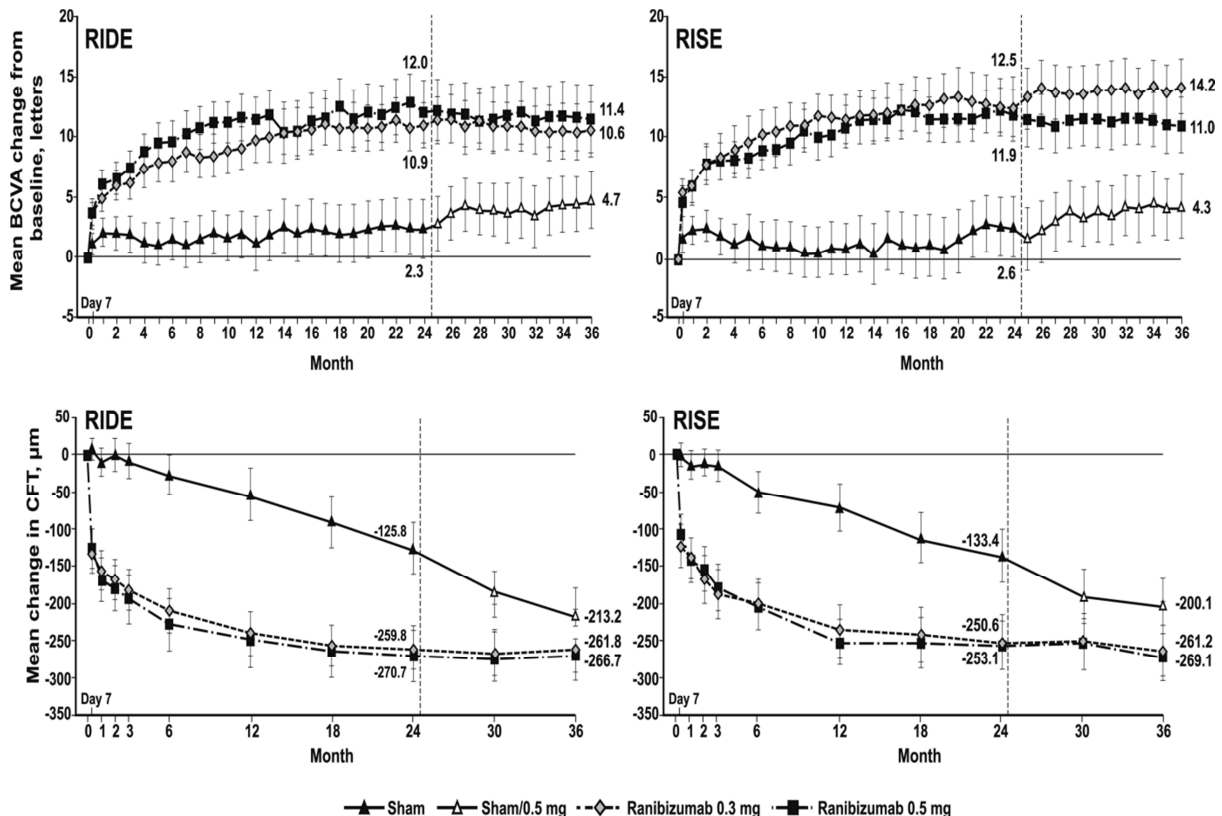 RIDE
20
15
10
5
0
-5
Mean BCVA change from
baseline, letters
12.0
10.9
2.3
11.4
10.6
4.7
Day 7
0 2 4 6 8 10 12 14 16 18 20 22 24 26 28 30 32 34 36
Month
RISE
20
15
10
5
0
-5
12.5
11.9
2.6
14.2
11.0
4.3
Day 7
0 2 4 6 8 10 12 14 16 18 20 22 24 26 28 30 32 34 36
Month
RIDE
50
0
-50
-100
-150
-200
-250
-300
-350
Mean change in CFT, µm
-125.8
-259.8
-270.7
-213.2
-261.8
-266.7
Day 7
0 1 2 3 6 12 18 24 30 36
Month
RISE
50
0
-50
-100
-150
-200
-250
-300
-350
-133.4
-250.6
-253.1
-200.1
-261.2
-269.1
Day 7
0 1 2 3 6 12 18 24 30 36
Month
Sham Sham/0.5 mg Ranibizumab 0.3 mg Ranibizumab 0.5 mg